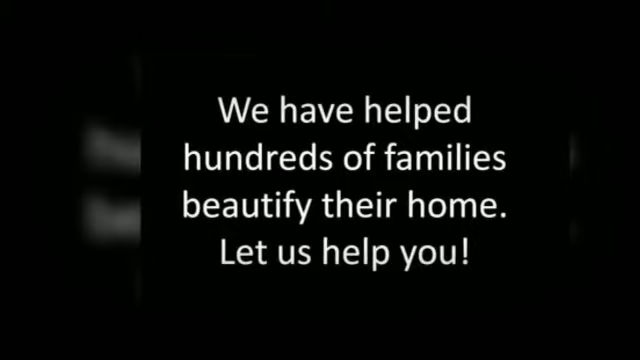 We have helped
hundreds of families
beautify their home.
Let us help you!